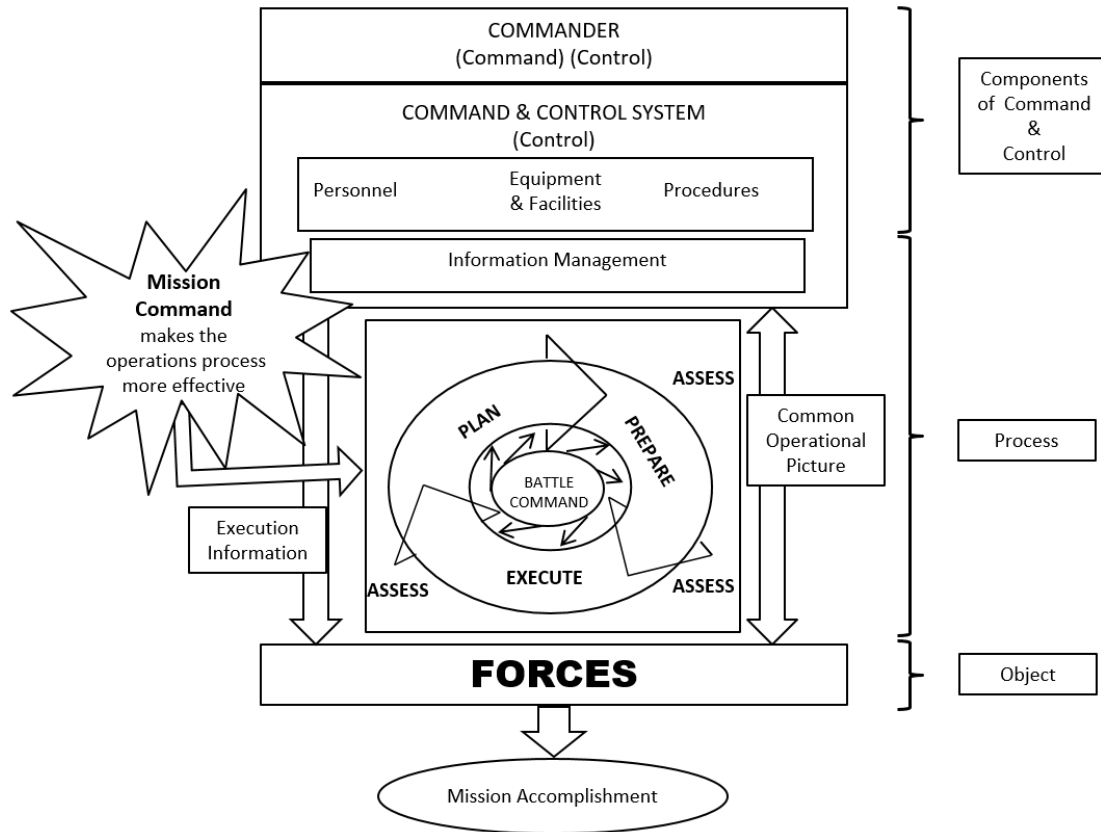 COMMANDER
(Command) (Control)
COMMAND & CONTROL SYSTEM
(Control)
Personnel
Equipment
& Facilities
Procedures
Information Management
Components
of Command
&
Control
Mission
Command
makes the
operations process
more effective
ASSESS
PLAN
PREPARE
BATTLE
COMMAND
EXECUTE
ASSESS
ASSESS
Common
Operational
Picture
Process
Execution
Information
FORCES
Object
Mission Accomplishment